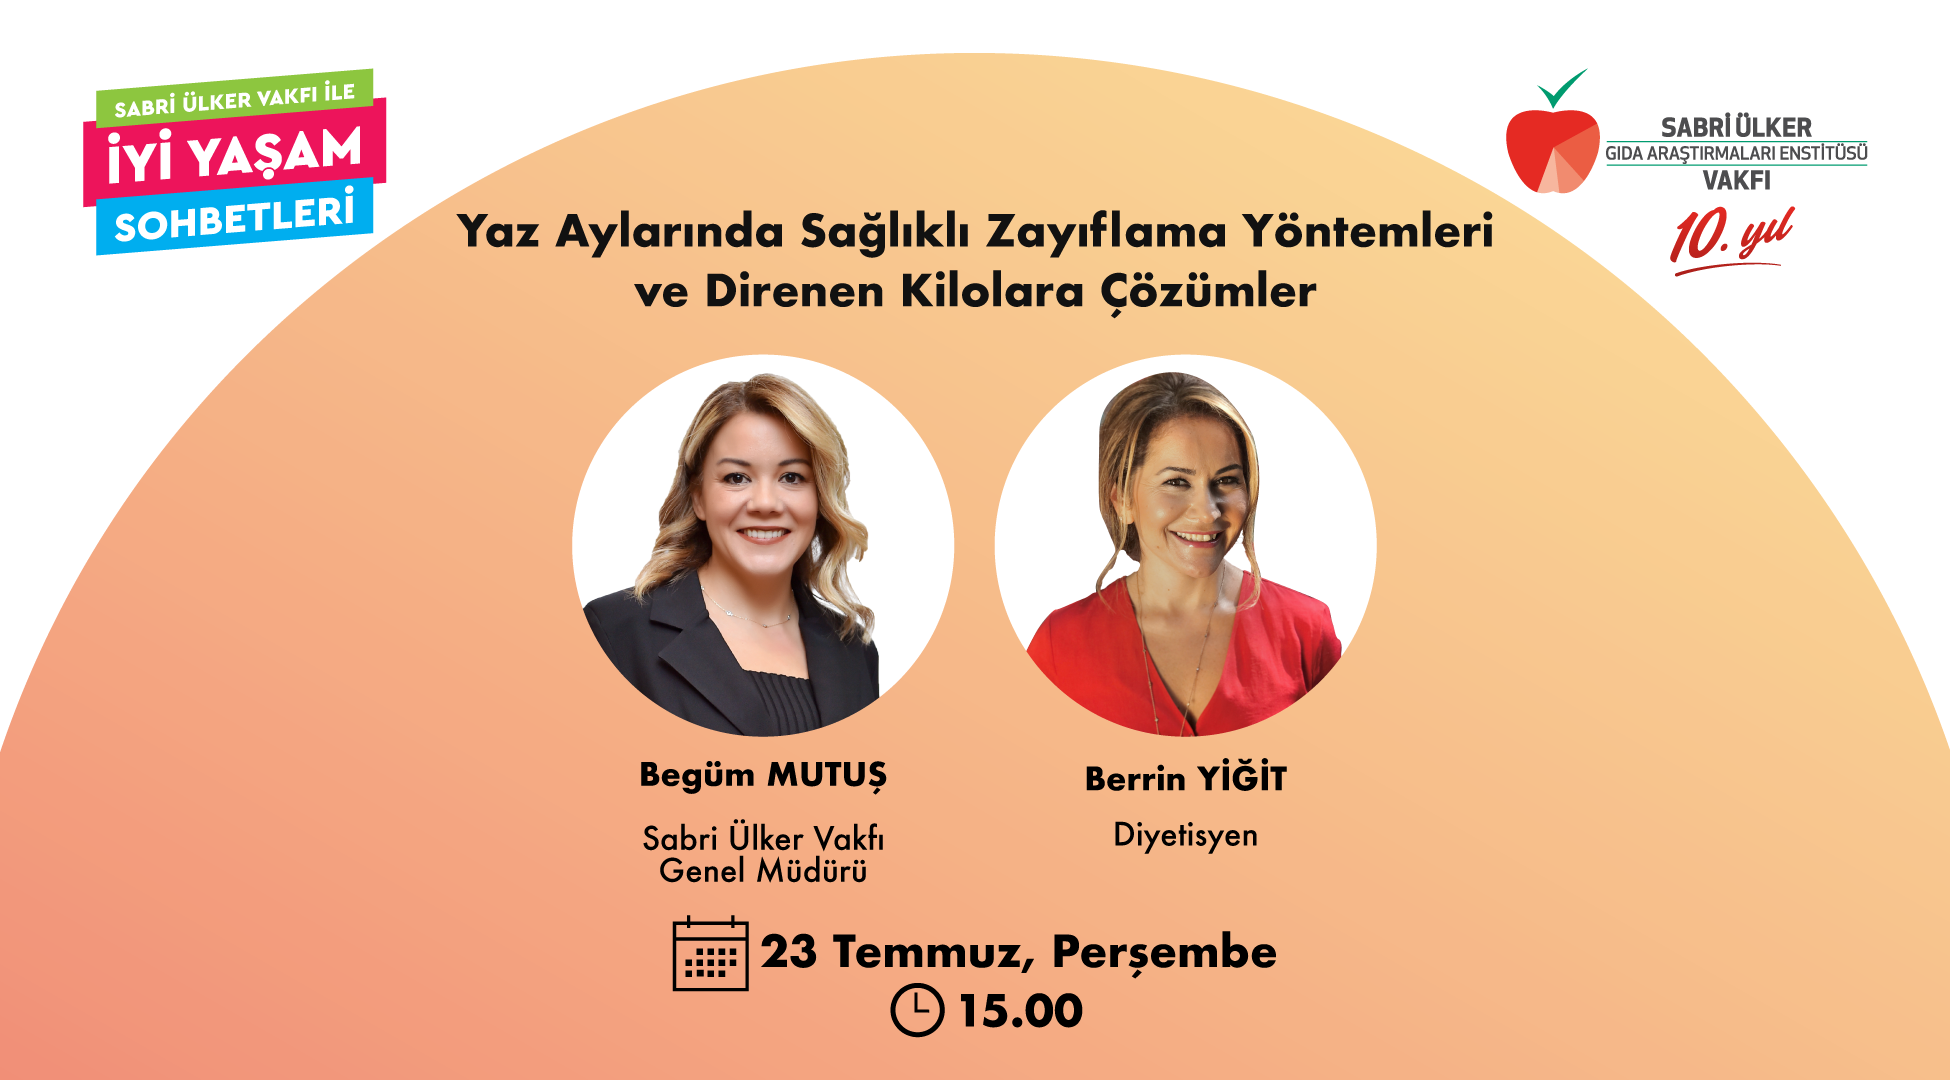 SABRİ ÜLKER VAKFI İLE
İYİ YAŞAM
SOHBETLERİ
SABRİ ÜLKER
GIDA ARAŞTIRMALARI ENSTİTÜSÜ
VAKFI
10. yıl
Yaz Aylarında Sağlıklı Zayıflama Yöntemleri
ve Direnen Kilolara Çözümler
Begüm MUTUŞ
Sabri Ülker Vakfı
Genel Müdürü
Berrin YİĞİT
Diyetisyen
23 Temmuz, Perşembe
15.00